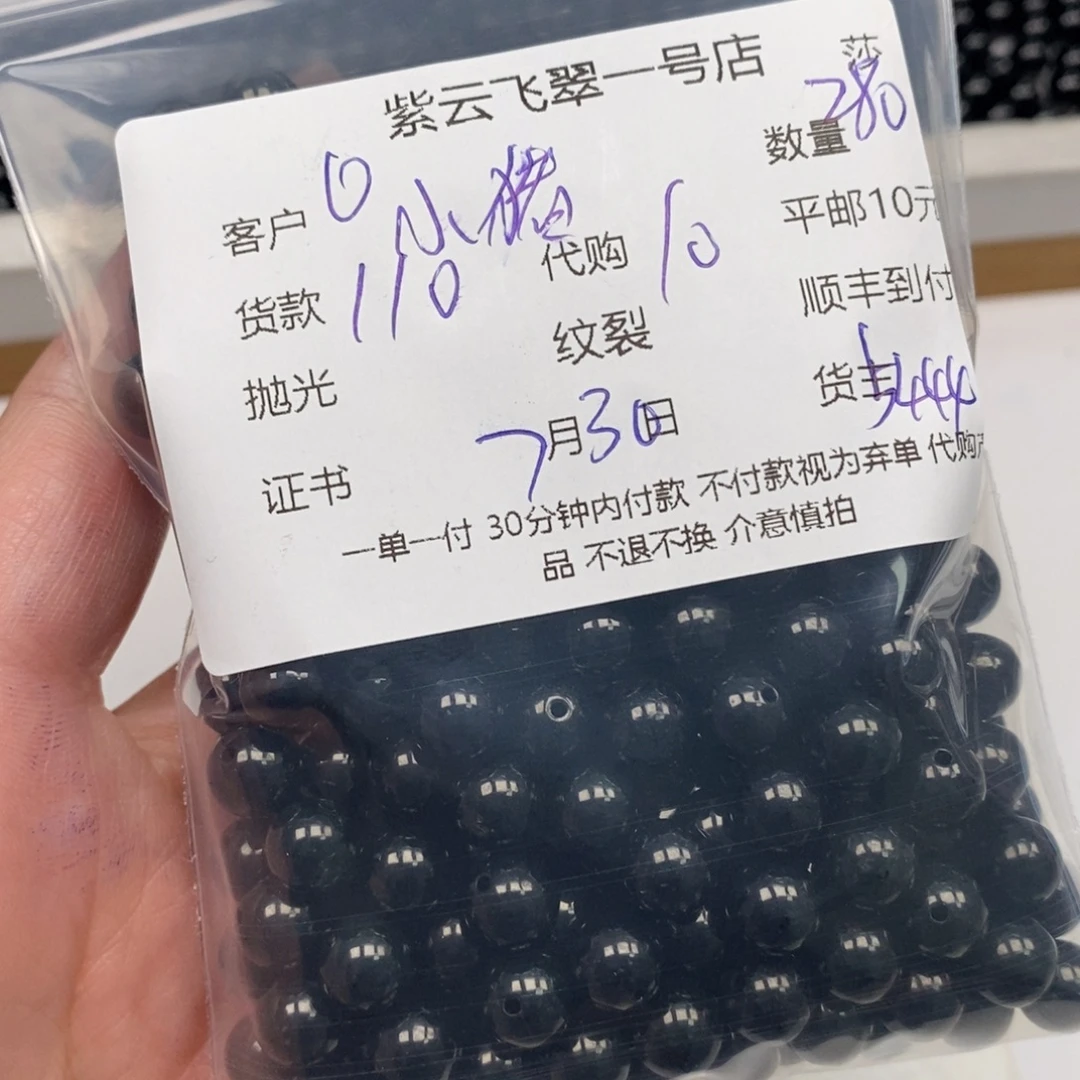 紫云飞翠一号店 莎
客户 0 小猪 数量 280
货款 110 代购 10 平邮10元
抛光 纹裂 顺丰到付
证书 7月30日 货主
一单一付 30分钟内付款 不付款视为弃单 代购
品 不退不换 介意慎拍